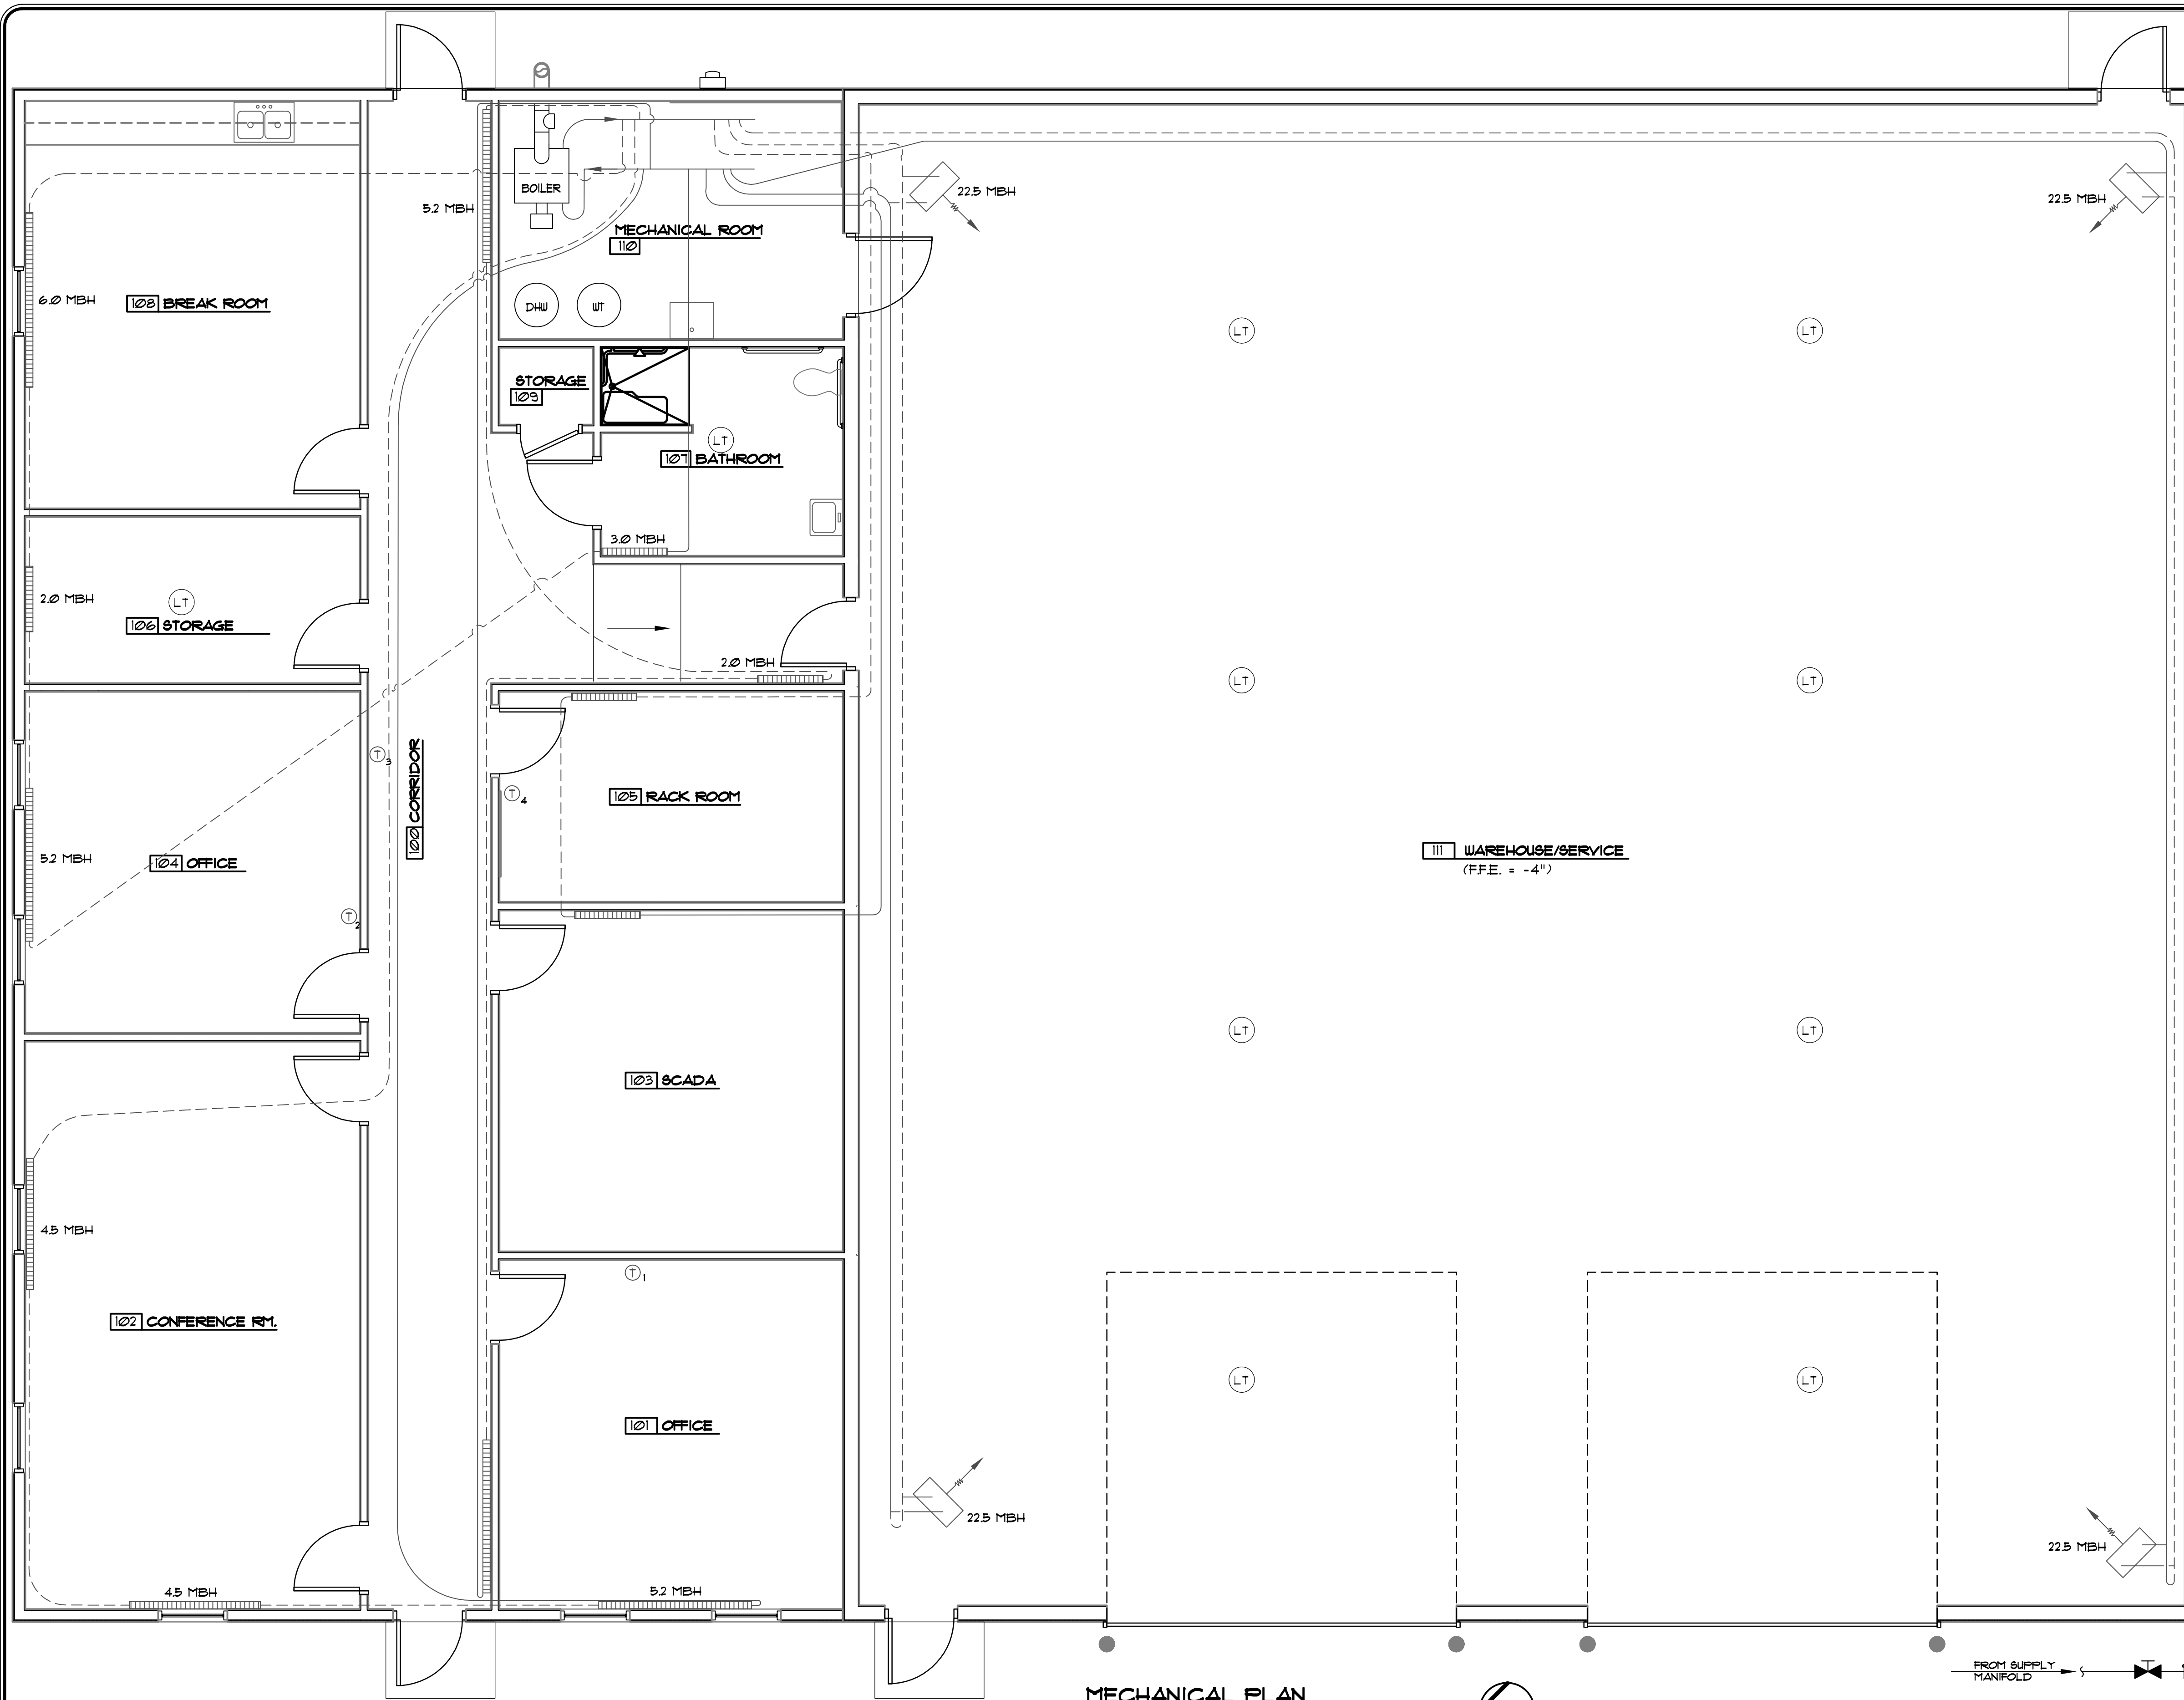 BOILER
22.5 MBH
22.5 MBH
5.2 MBH
MECHANICAL ROOM
110
6.0 MBH
108 BREAK ROOM
DHW
WT
LT
LT
STORAGE
109
LT
107 BATHROOM
3.0 MBH
2.0 MBH
LT
106 STORAGE
2.0 MBH
LT
LT
T 3
100 CORRIDOR
T 4
105 RACK ROOM
5.2 MBH
104 OFFICE
111 WAREHOUSE/SERVICE
(F.F.E. = -4")
T 2
LT
LT
103 SCADA
4.5 MBH
T 1
102 CONFERENCE RM.
LT
LT
101 OFFICE
22.5 MBH
22.5 MBH
4.5 MBH
5.2 MBH
FROM SUPPLY
MANIFOLD
MECHANICAL PLAN